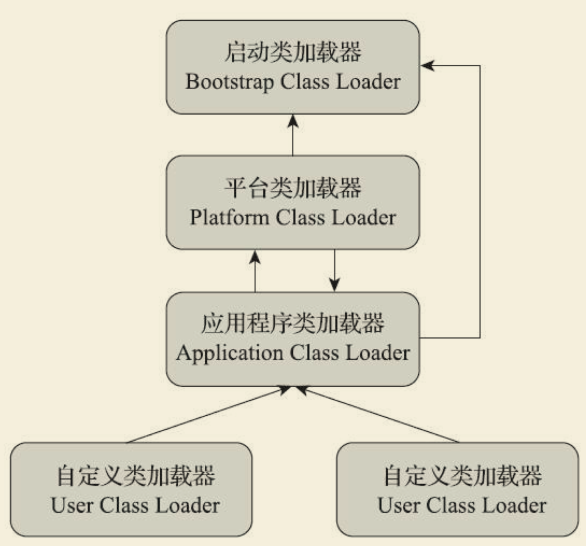 启动类加载器
Bootstrap Class Loader
平台类加载器
Platform Class Loader
应用程序类加载器
Application Class Loader
自定义类加载器
User Class Loader
自定义类加载器
User Class Loader